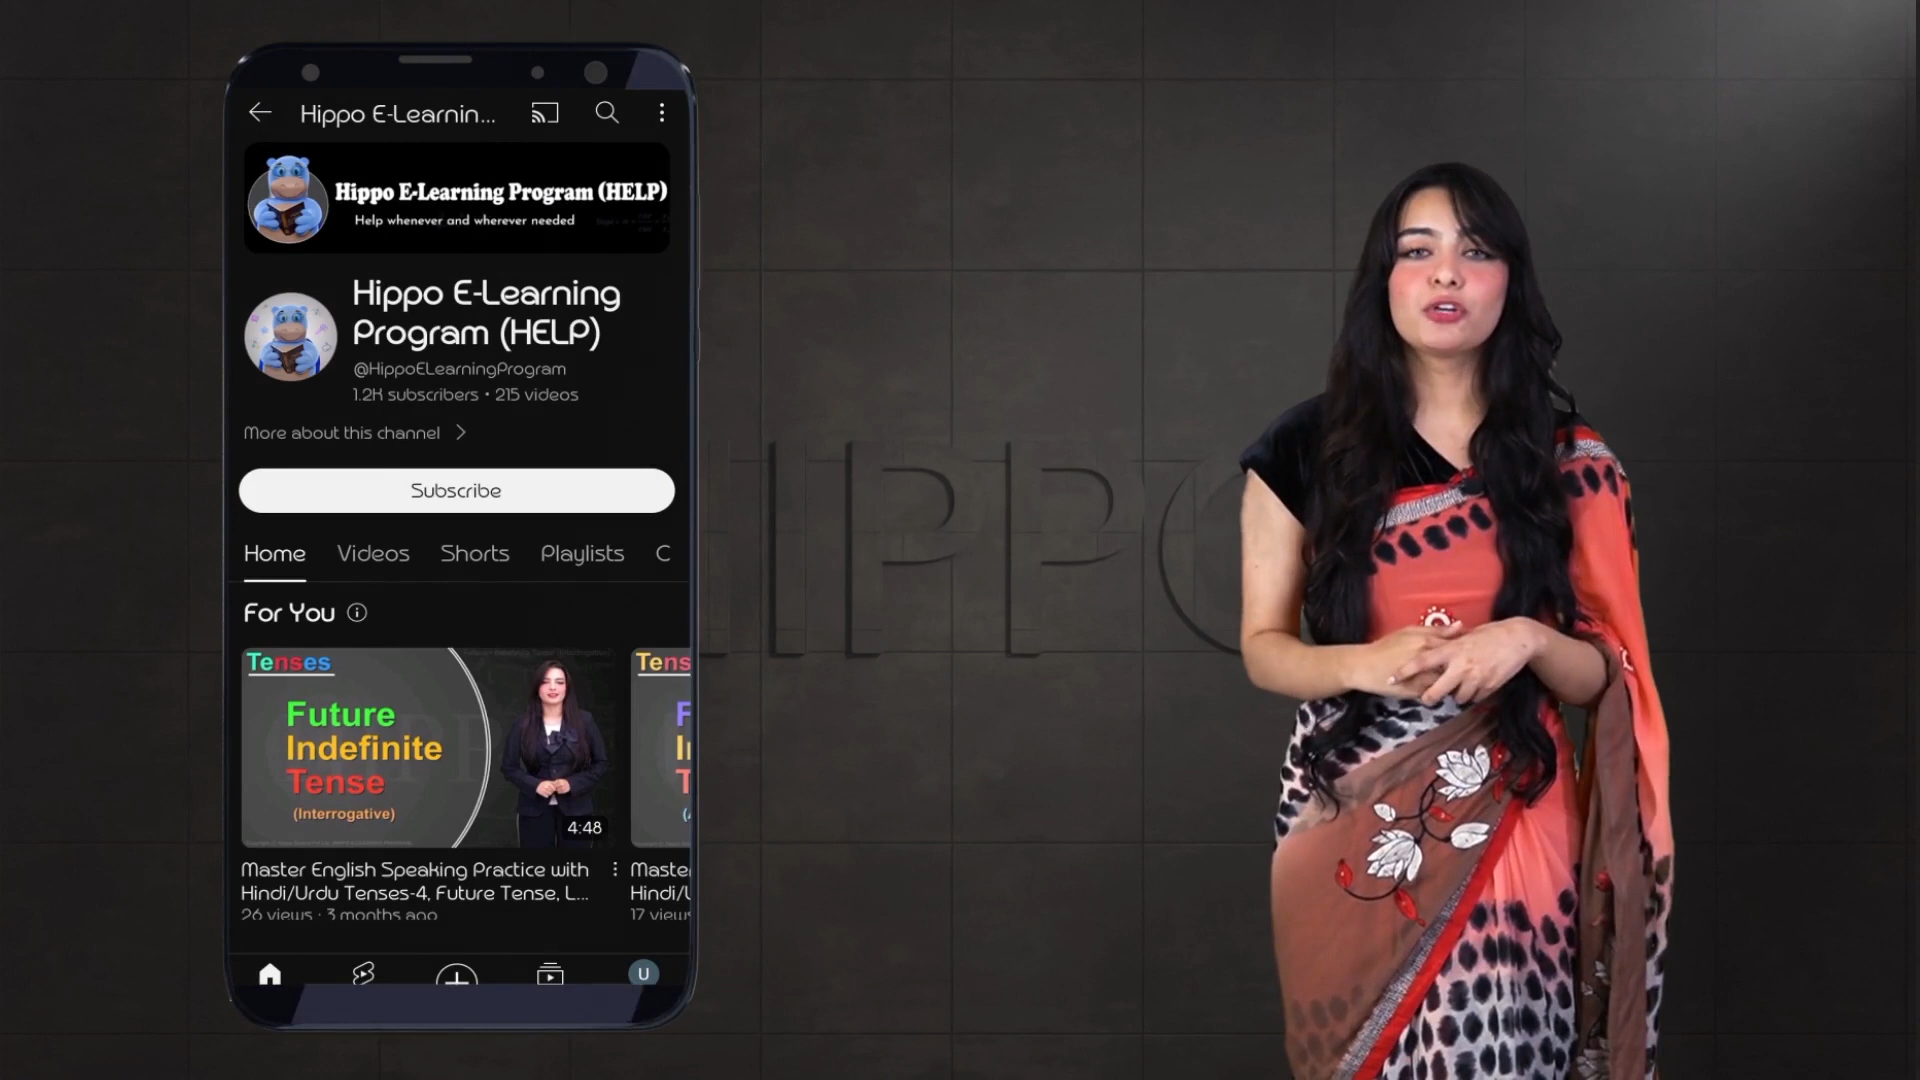 Hippo E-Learnin...
Hippo E-Learning Program (HELP)
Help whenever and wherever needed
Hippo E-Learning
Program (HELP)
@HippoELearningProgram
1.2K subscribers • 215 videos
More about this channel
Subscribe
Home Videos Shorts Playlists C
For You
Tenses
Future
Indefinite
Tense
(Interrogative)
4:48
Tens
Master English Speaking Practice with
Hindi/Urdu Tenses-4, Future Tense, L...
26 views · 3 months ago
Maste
Hindi/U
17 views
U
HIPPO